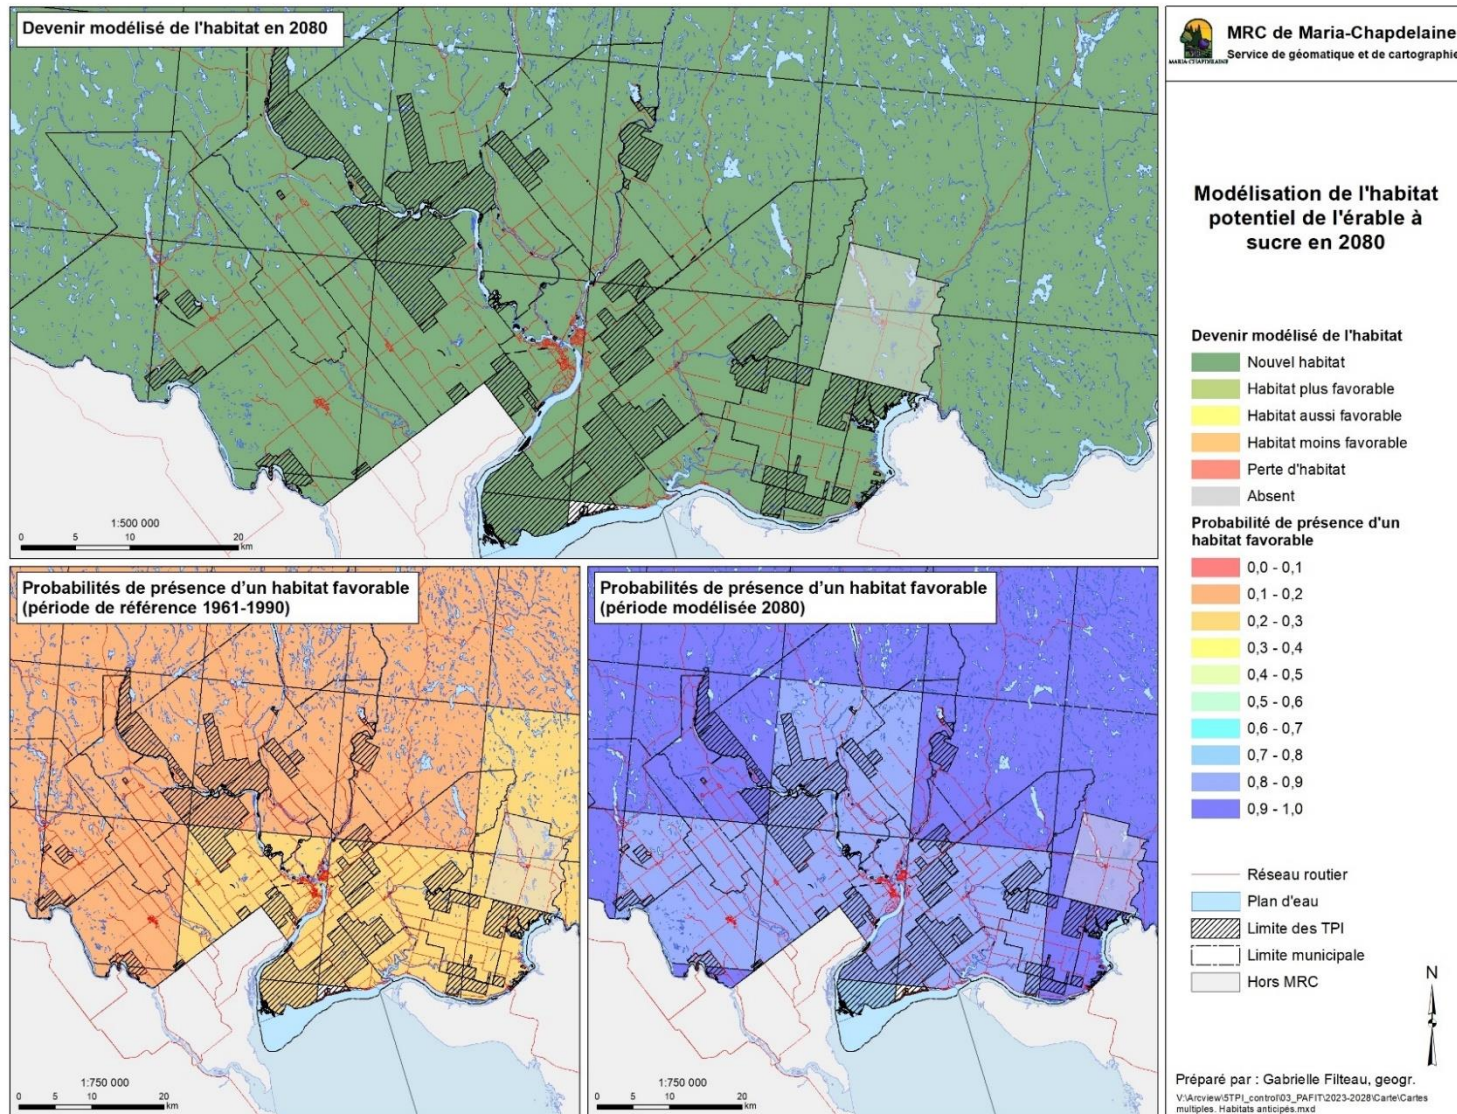 Devenir modélisé de l'habitat en 2080
1:500 000
0 5 10 20
km
Probabilités de présence d'un habitat favorable
(période de référence 1961-1990)
1:750 000
0 5 10 20
km
Probabilités de présence d'un habitat favorable
(période modélisée 2080)
1:750 000
0 5 10 20
km
MARIA-CHAPDELAINE
MRC de Maria-Chapdelaine
Service de géomatique et de cartographie
Modélisation de l'habitat
potentiel de l'érable à
sucre en 2080
Devenir modélisé de l'habitat
Nouvel habitat
Habitat plus favorable
Habitat aussi favorable
Habitat moins favorable
Perte d'habitat
Absent
Probabilité de présence d'un
habitat favorable
0,0 - 0,1
0,1 - 0,2
0,2 - 0,3
0,3 - 0,4
0,4 - 0,5
0,5 - 0,6
0,6 - 0,7
0,7 - 0,8
0,8 - 0,9
0,9 - 1,0
Réseau routier
Plan d'eau
Limite des TPI
Limite municipale
Hors MRC
N
Préparé par : Gabrielle Filteau, geogr.
V:\Arcview\5TPI_control\03_PAFIT\2023-2028\Carte\Cartes
multiples. Habitats anticipés.mxd